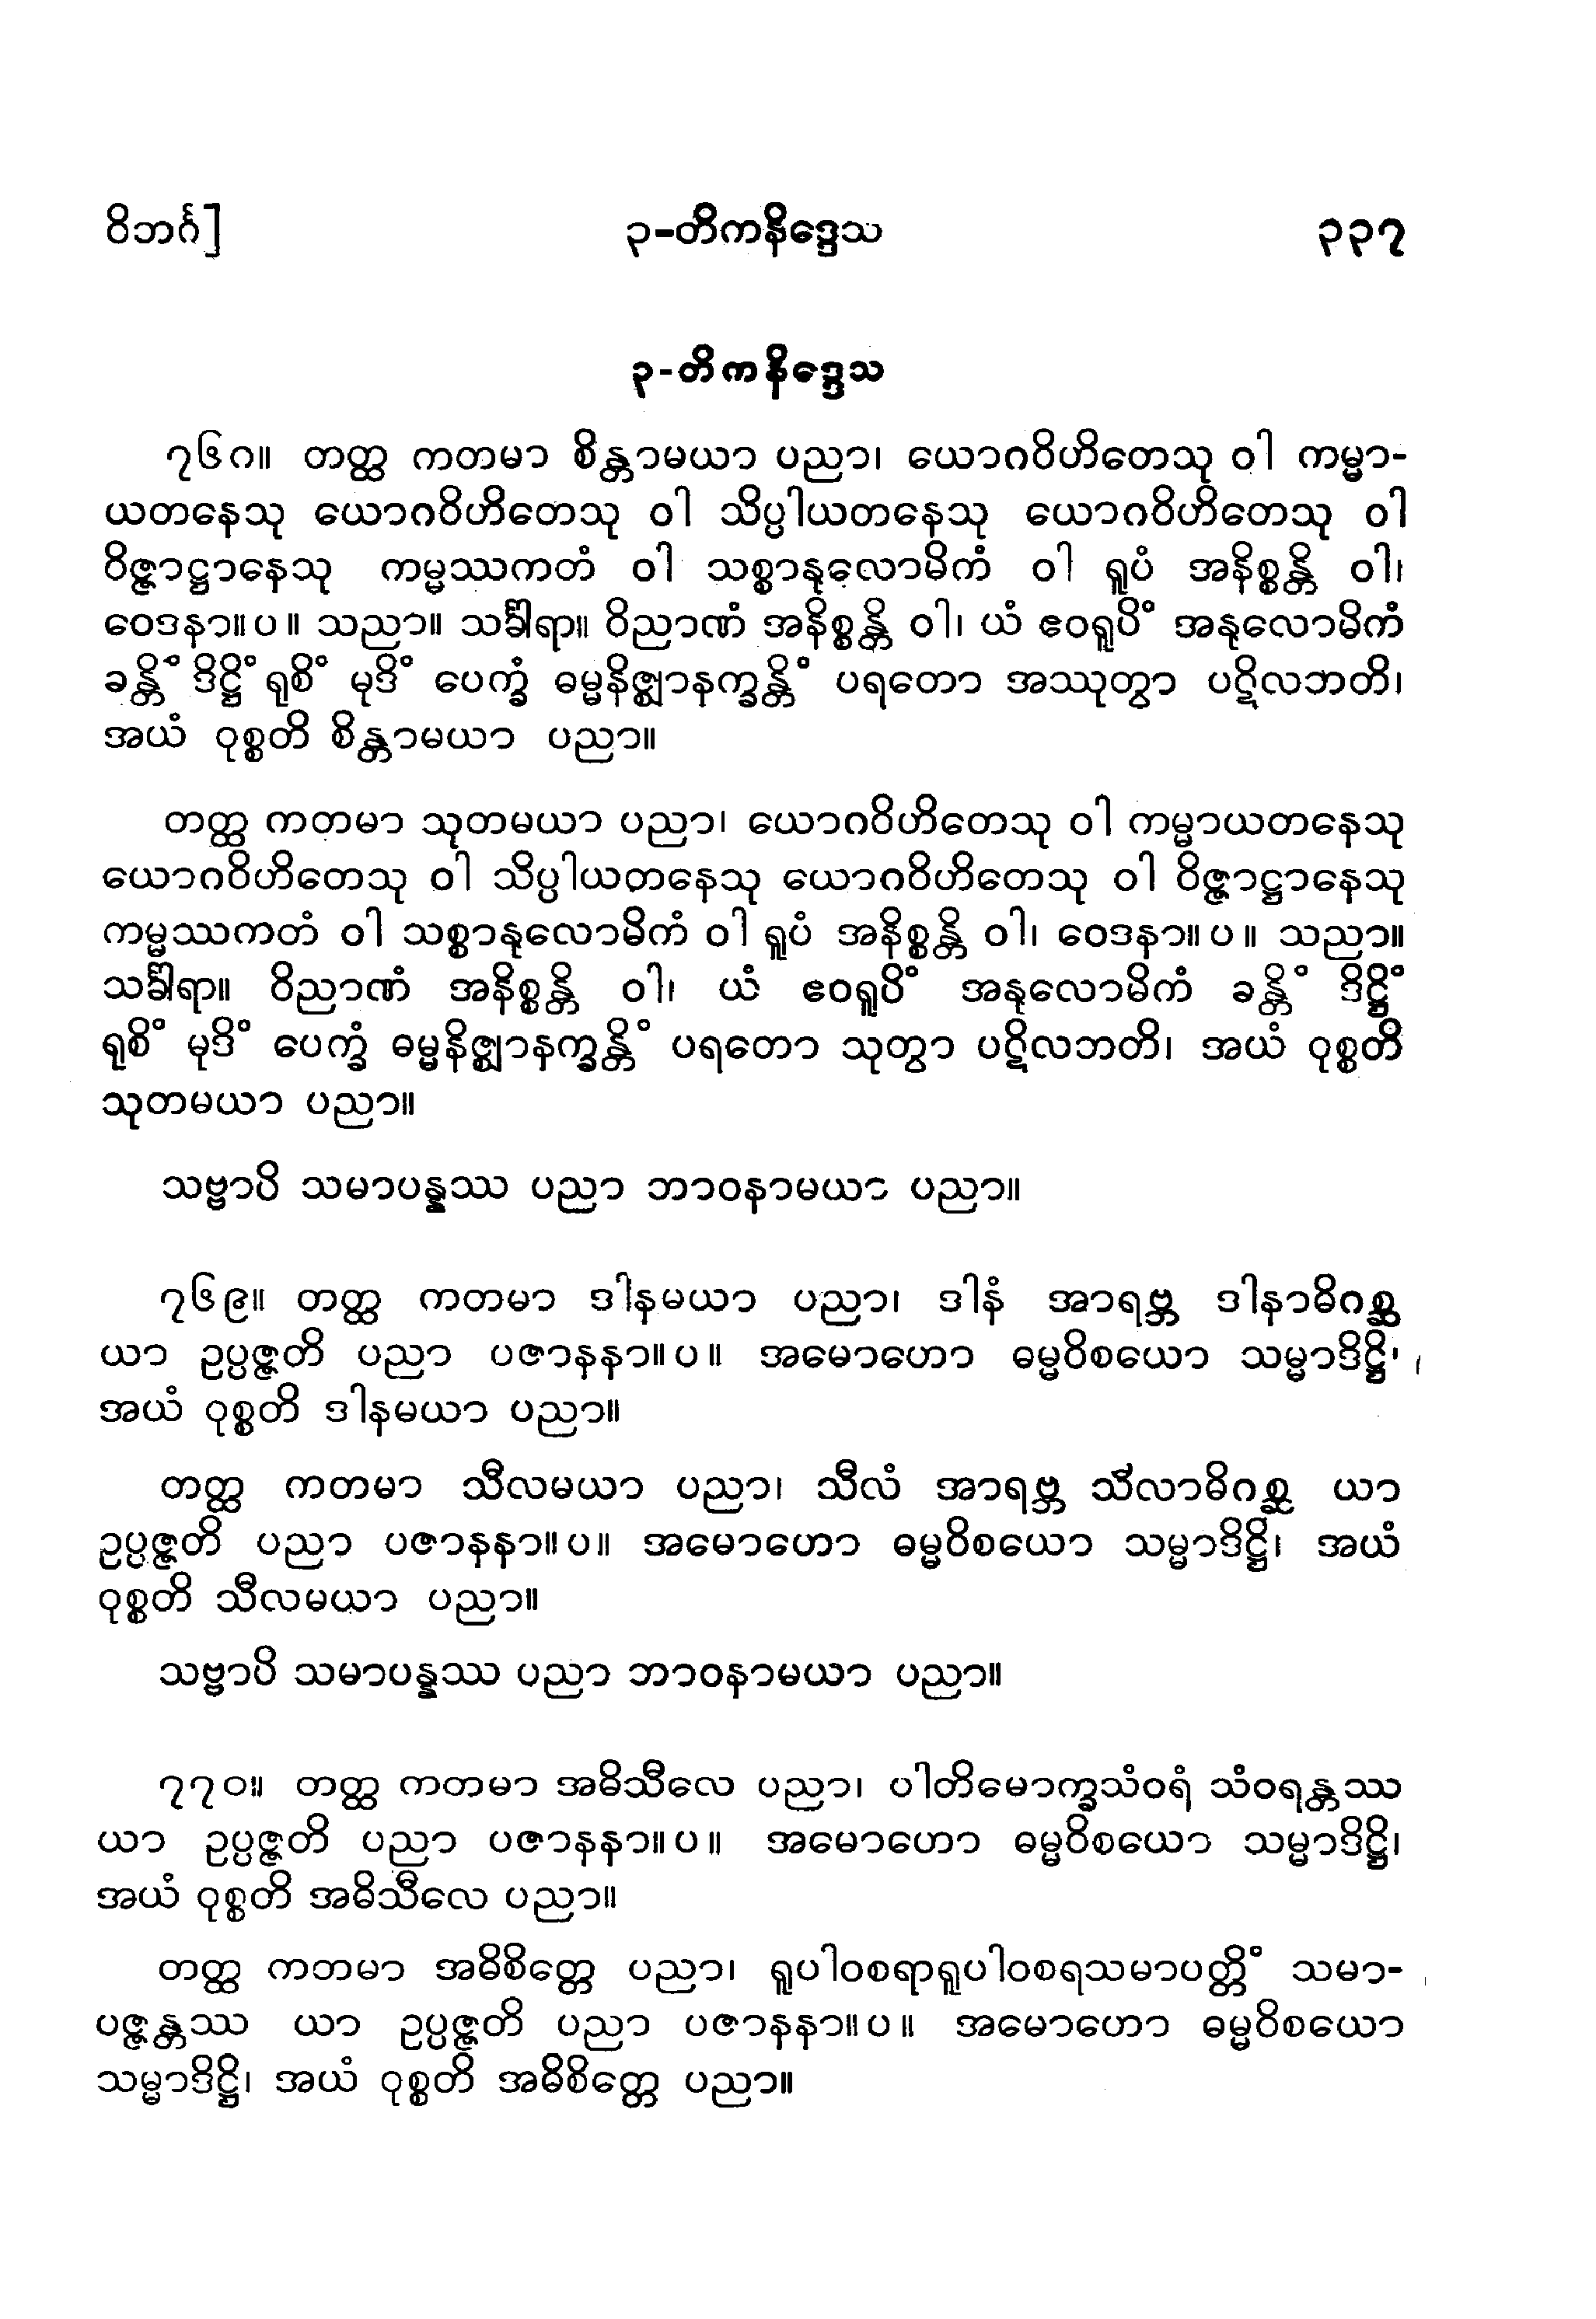 ဝိဘင်္ဂ] ၃-တိကနိဒ္ဒေသ ၃၃၇
၃-တိကနိဒ္ဒေသ
၇၆၈။ တတ္ထ ကတမာ စိန္တာမယာ ပညာ၊ ယောဂဝိဟိတေသု ဝါ ကမ္မာ-
ယတနေသု ယောဂဝိဟိတေသု ဝါ သိပ္ပါယတနေသု ယောဂဝိဟိတေသု ဝါ
ဝိဇ္ဇာဋ္ဌာနေသု ကမ္မဿကတံ ဝါ သစ္စာနုလောမိကံ ဝါ ရူပံ အနိစ္စန္တိ ဝါ၊
ဝေဒနာ။ပ။ သညာ။ သင်္ခါရာ။ ဝိညာဏံ အနိစ္စန္တိ ဝါ၊ ယံ ဧဝရူပိံ အနုလောမိကံ
ခန္တိံ ဒိဋ္ဌိံ ရုစိံ မုဒိံ ပေက္ခံ ဓမ္မနိဇ္ဈာနက္ခန္တိံ ပရတော အဿုတွာ ပဋိလဘတိ၊
အယံ ဝုစ္စတိ စိန္တာမယာ ပညာ။
တတ္ထ ကတမာ သုတမယာ ပညာ၊ ယောဂဝိဟိတေသု ဝါ ကမ္မာယတနေသု
ယောဂဝိဟိတေသု ဝါ သိပ္ပါယတနေသု ယောဂဝိဟိတေသု ဝါ ဝိဇ္ဇာဋ္ဌာနေသု
ကမ္မဿကတံ ဝါ သစ္စာနုလောမိကံ ဝါ ရူပံ အနိစ္စန္တိ ဝါ၊ ဝေဒနာ။ပ။ သညာ။
သင်္ခါရာ။ ဝိညာဏံ အနိစ္စန္တိ ဝါ၊ ယံ ဧဝရူပိံ အနုလောမိကံ ခန္တိံ ဒိဋ္ဌိံ
ရုစိံ မုဒိံ ပေက္ခံ ဓမ္မနိဇ္ဈာနက္ခန္တိံ ပရတော သုတွာ ပဋိလဘတိ၊ အယံ ဝုစ္စတိ
သုတမယာ ပညာ။
သဗ္ဗာပိ သမာပန္နဿ ပညာ ဘာဝနာမယာ ပညာ။
၇၆၉။ တတ္ထ ကတမာ ဒါနမယာ ပညာ၊ ဒါနံ အာရဗ္ဘ ဒါနာဓိဂစ္ဆ
ယာ ဥပ္ပဇ္ဇတိ ပညာ ပဇာနနာ။ပ။ အမောဟော ဓမ္မဝိစယော သမ္မာဒိဋ္ဌိ၊
အယံ ဝုစ္စတိ ဒါနမယာ ပညာ။
တတ္ထ ကတမာ သီလမယာ ပညာ၊ သီလံ အာရဗ္ဘ သီလာဓိဂစ္ဆ ယာ
ဥပ္ပဇ္ဇတိ ပညာ ပဇာနနာ။ပ။ အမောဟော ဓမ္မဝိစယော သမ္မာဒိဋ္ဌိ၊ အယံ
ဝုစ္စတိ သီလမယာ ပညာ။
သဗ္ဗာပိ သမာပန္နဿ ပညာ ဘာဝနာမယာ ပညာ။
၇၇၀။ တတ္ထ ကတမာ အဓိသီလေ ပညာ၊ ပါတိမောက္ခသံဝရံ သံဝရန္တဿ
ယာ ဥပ္ပဇ္ဇတိ ပညာ ပဇာနနာ။ပ။ အမောဟော ဓမ္မဝိစယော သမ္မာဒိဋ္ဌိ၊
အယံ ဝုစ္စတိ အဓိသီလေ ပညာ။
တတ္ထ ကတမာ အဓိစိတ္တေ ပညာ၊ ရူပါဝစရာရူပါဝစရသမာပတ္တိံ သမာ-
ပဇ္ဇန္တဿ ယာ ဥပ္ပဇ္ဇတိ ပညာ ပဇာနနာ။ပ။ အမောဟော ဓမ္မဝိစယော
သမ္မာဒိဋ္ဌိ၊ အယံ ဝုစ္စတိ အဓိစိတ္တေ ပညာ။